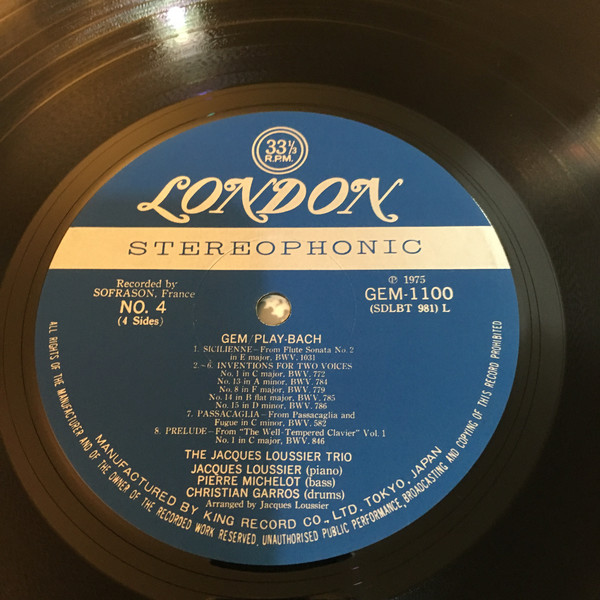 33 1/3
R.P.M.
LONDON
STEREOPHONIC
Recorded by
SOFRASON, France
NO. 4
(4 Sides)
℗ 1975
GEM-1100
(SDLBT 981) L
GEM/PLAY-BACH
1. SICILIENNE—From Flute Sonata No. 2
in E major, BWV. 1031
2.–6. INVENTIONS FOR TWO VOICES
No. 1 in C major, BWV. 772
No. 13 in A minor, BWV. 784
No. 8 in F major, BWV. 779
No. 14 in B flat major, BWV. 785
No. 15 in D minor, BWV. 786
7. PASSACAGLIA—From Passacaglia and
Fugue in C minor, BWV. 582
8. PRELUDE—From "The Well-Tempered Clavier" Vol. 1
No. 1 in C major, BWV. 846
THE JACQUES LOUSSIER TRIO
JACQUES LOUSSIER (piano)
PIERRE MICHELOT (bass)
CHRISTIAN GARROS (drums)
Arranged by Jacques Loussier
MANUFACTURED BY KING RECORD CO., LTD. TOKYO, JAPAN
ALL RIGHTS OF THE MANUFACTURER AND OF THE OWNER OF THE RECORDED WORK RESERVED, UNAUTHORISED PUBLIC PERFORMANCE, BROADCASTING AND COPYING OF THIS RECORD PROHIBITED